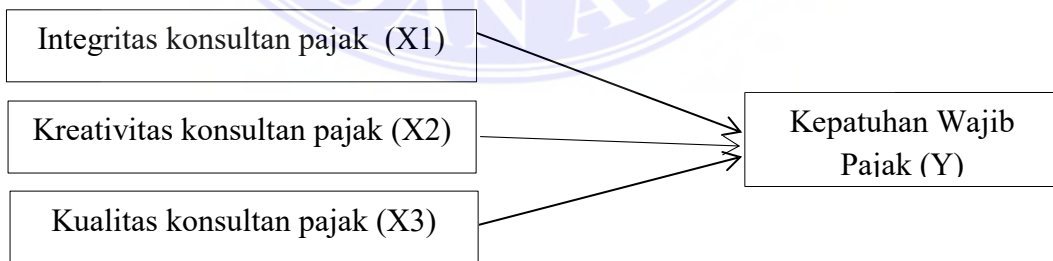 Integritas konsultan pajak (X1)
Kreativitas konsultan pajak (X2)
Kepatuhan Wajib
Pajak (Y)
Kualitas konsultan pajak (X3)